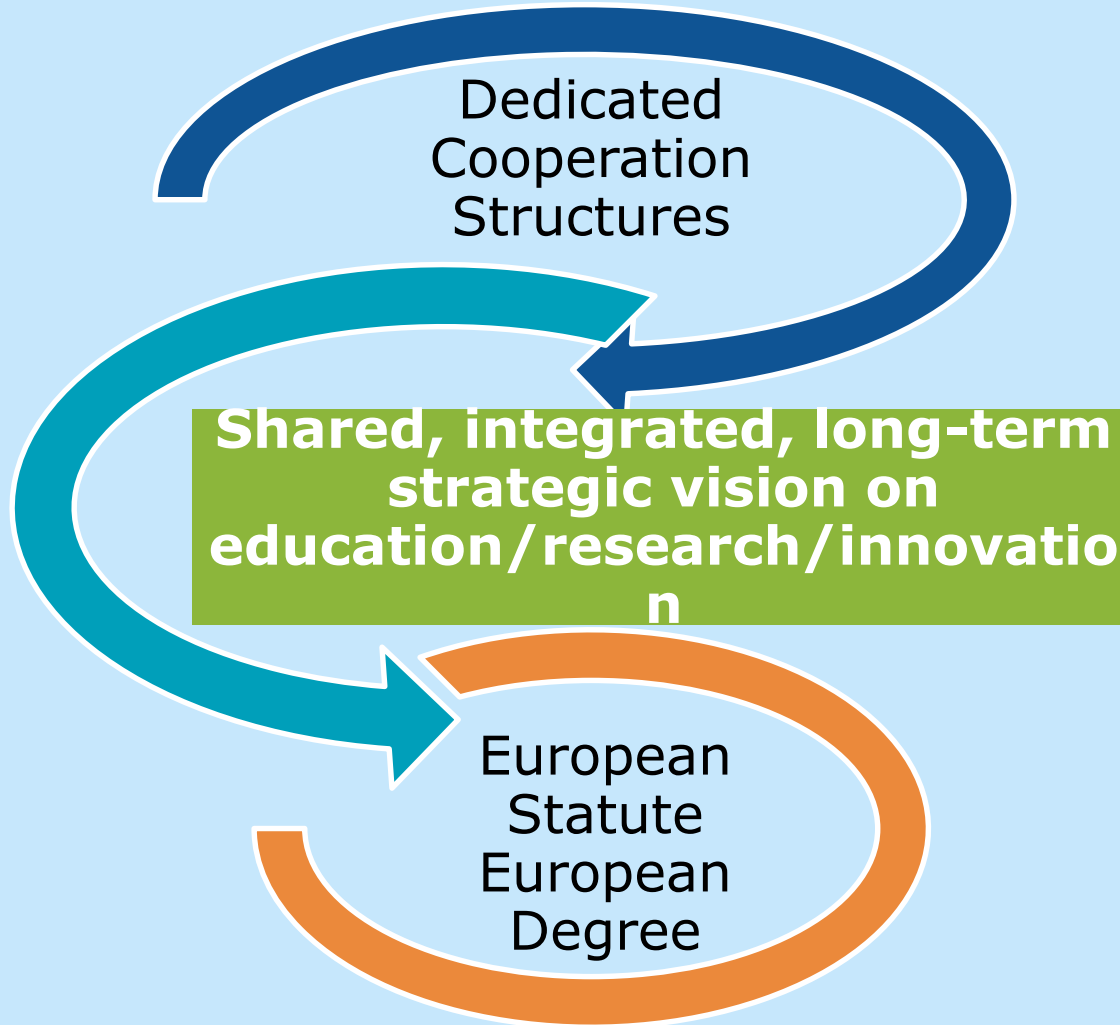 Dedicated
Cooperation
Structures
Shared, integrated, long-term
strategic vision on
education/research/innovatio
n
European
Statute
European
Degree